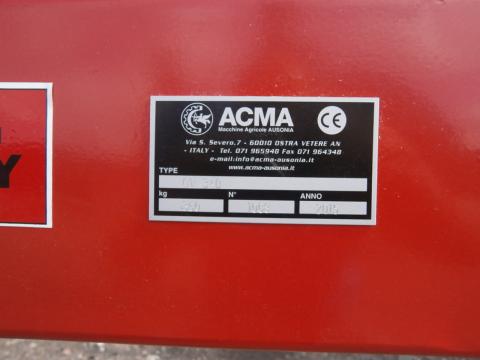 ACMA
Macchine Agricole AUSONIA
CE
Via S. Severo,7 - 60010 OSTRA VETERE AN
- ITALY - Tel. 071 965948 Fax 071 964348
e-mail:info@acma-ausonia.it
www.acma-ausonia.it
TYPE
kg N° ANNO
Y